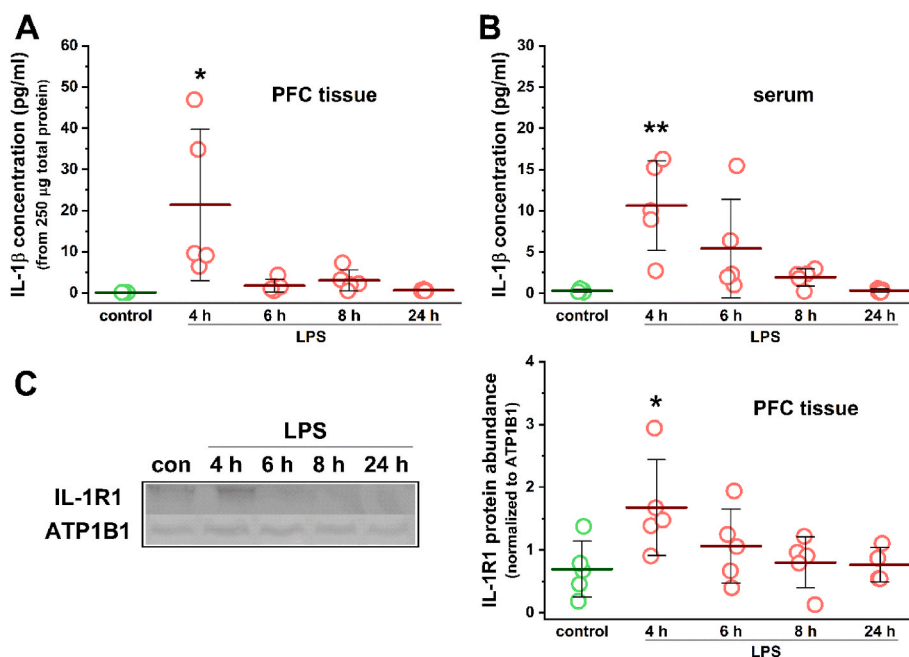 A
IL-1β concentration (pg/ml)
(from 250 µg total protein)
60
50
40
30
20
10
0
*
PFC tissue
control
4 h
6 h
8 h
24 h
LPS
B
IL-1β concentration (pg/ml)
30
25
20
15
10
5
0
**
serum
control
4 h
6 h
8 h
24 h
LPS
C
LPS
con 4 h 6 h 8 h 24 h
IL-1R1
ATP1B1
IL-1R1 protein abundance
(normalized to ATP1B1)
4
3
2
1
0
*
PFC tissue
control
4 h
6 h
8 h
24 h
LPS